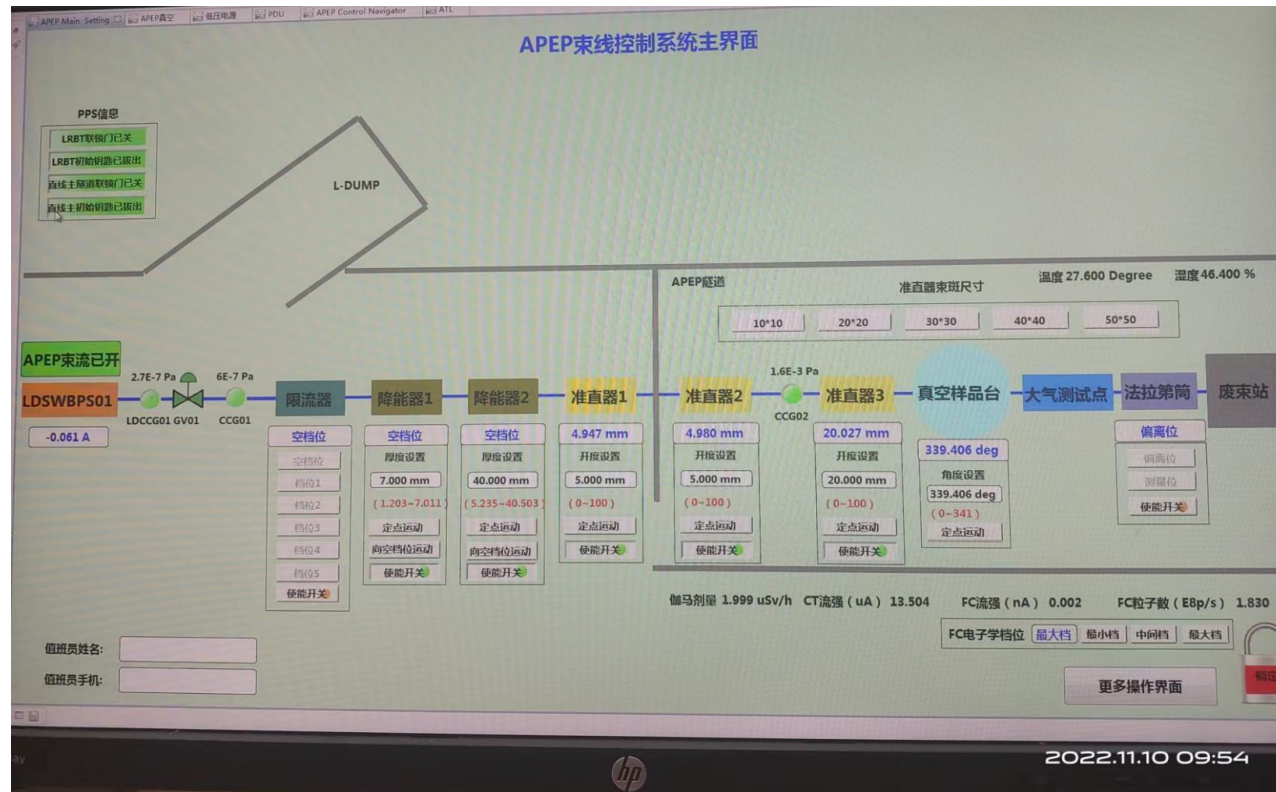 APEP Main Setting APEP真空 低压电源 PDU APEP Control Navigator ATL
APEP束线控制系统主界面
PPS信息
LRBT联锁门已关
LRBT初始钥匙已拔出
直线主隧道联锁门已关
直线主初始钥匙已拔出
L-DUMP
APEP隧道
准直器束斑尺寸
温度 27.600 Degree 湿度 46.400 %
10*10 20*20 30*30 40*40 50*50
APEP束流已开
2.7E-7 Pa 6E-7 Pa
1.6E-3 Pa
LDSWBPS01 限流器 降能器1 降能器2 准直器1 准直器2 准直器3 真空样品台 大气测试点 法拉第筒 废束站
LDCCG01 GV01 CCG01
CCG02
-0.061 A
空档位
空档位
档位1
档位2
档位3
档位4
档位5
使能开关
空档位
厚度设置
7.000 mm
(1.203~7.011)
定点运动
向空档位运动
使能开关
空档位
厚度设置
40.000 mm
(5.235~40.503)
定点运动
向空档位运动
使能开关
4.947 mm
开度设置
5.000 mm
(0~100)
定点运动
使能开关
4.980 mm
开度设置
5.000 mm
(0~100)
定点运动
使能开关
20.027 mm
开度设置
20.000 mm
(0~100)
定点运动
使能开关
339.406 deg
角度设置
339.406 deg
(0~341)
定点运动
偏离位
偏离位
测量位
使能开关
伽马剂量 1.999 uSv/h CT流强(uA) 13.504 FC流强(nA) 0.002 FC粒子数(E8p/s) 1.830
FC电子学档位 最大档 最小档 中间档 最大档
锁定
值班员姓名:
值班员手机:
更多操作界面
hp
2022.11.10 09:54